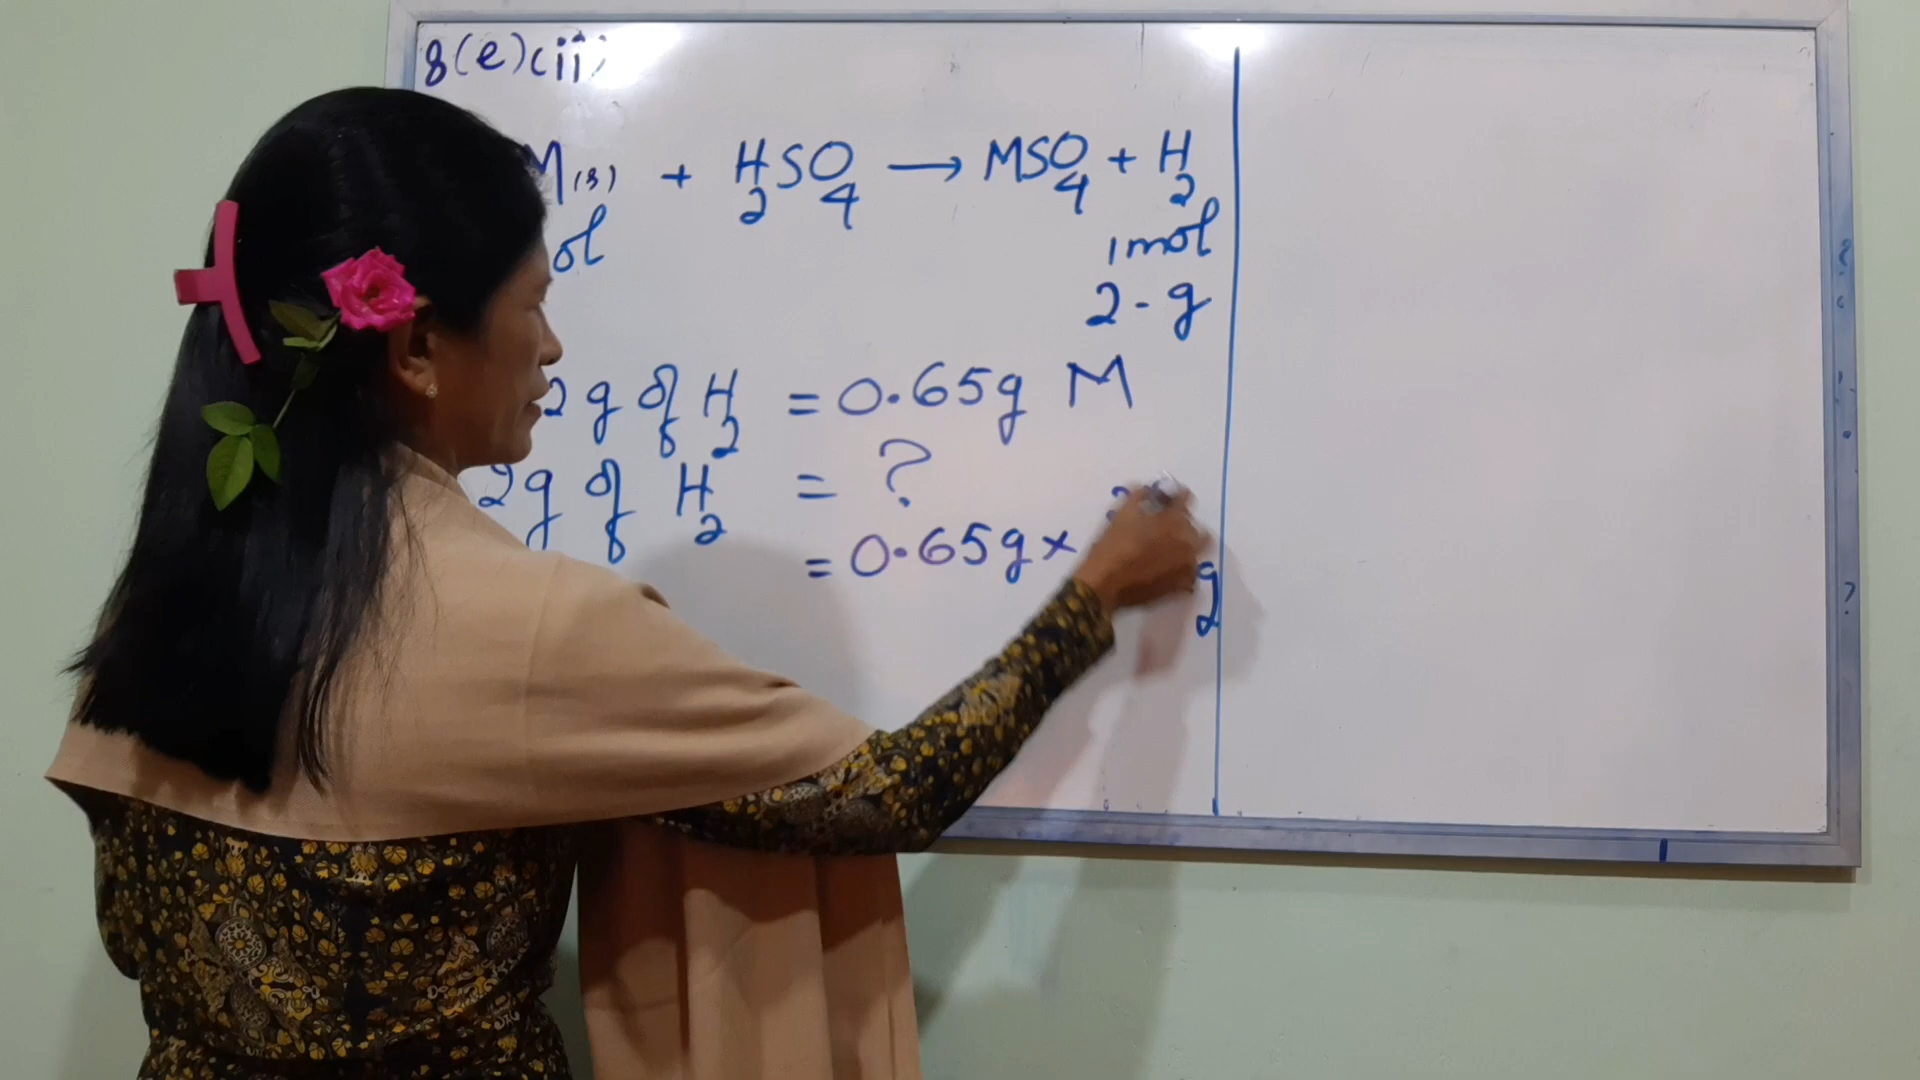 8(e)(ii)
M(s) + H₂SO₄ → MSO₄ + H₂
1mol
2-g
2g of H₂ = 0.65g M
2g of H₂ = ?
= 0.65g x
g